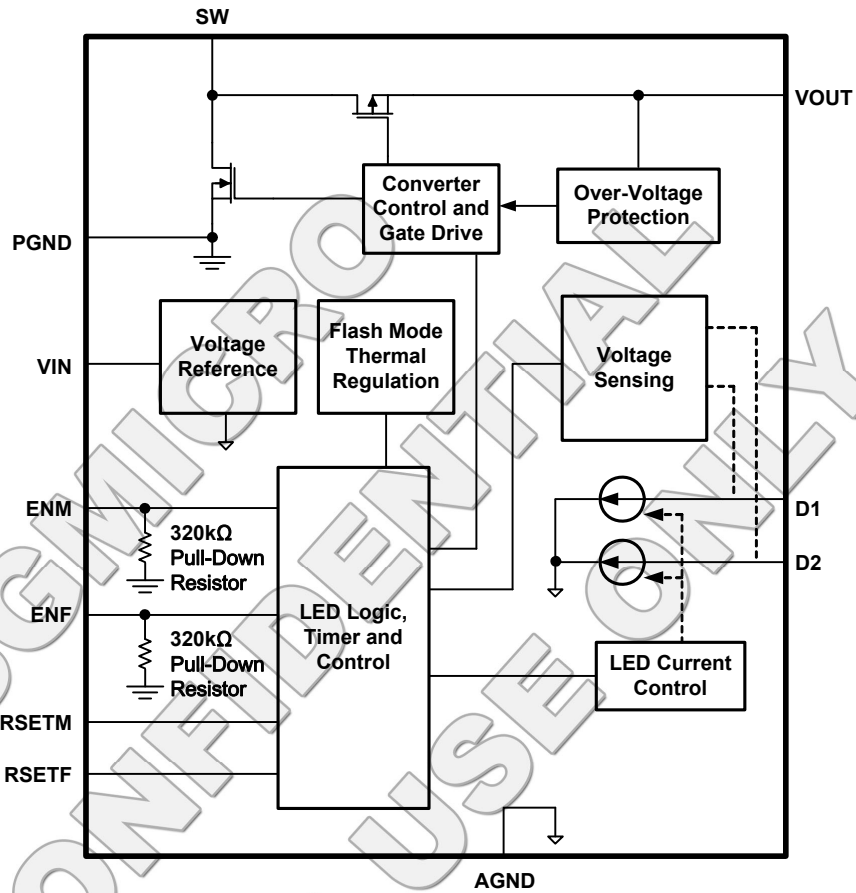 SW
VOUT
Converter
Control and
Gate Drive
Over-Voltage
Protection
PGND
VIN
Voltage
Reference
Flash Mode
Thermal
Regulation
Voltage
Sensing
ENM
320kΩ
Pull-Down
Resistor
D1
D2
ENF
320kΩ
Pull-Down
Resistor
LED Logic,
Timer and
Control
LED Current
Control
RSETM
RSETF
AGND
SGMICRO
CONFIDENTIAL
USE ONLY